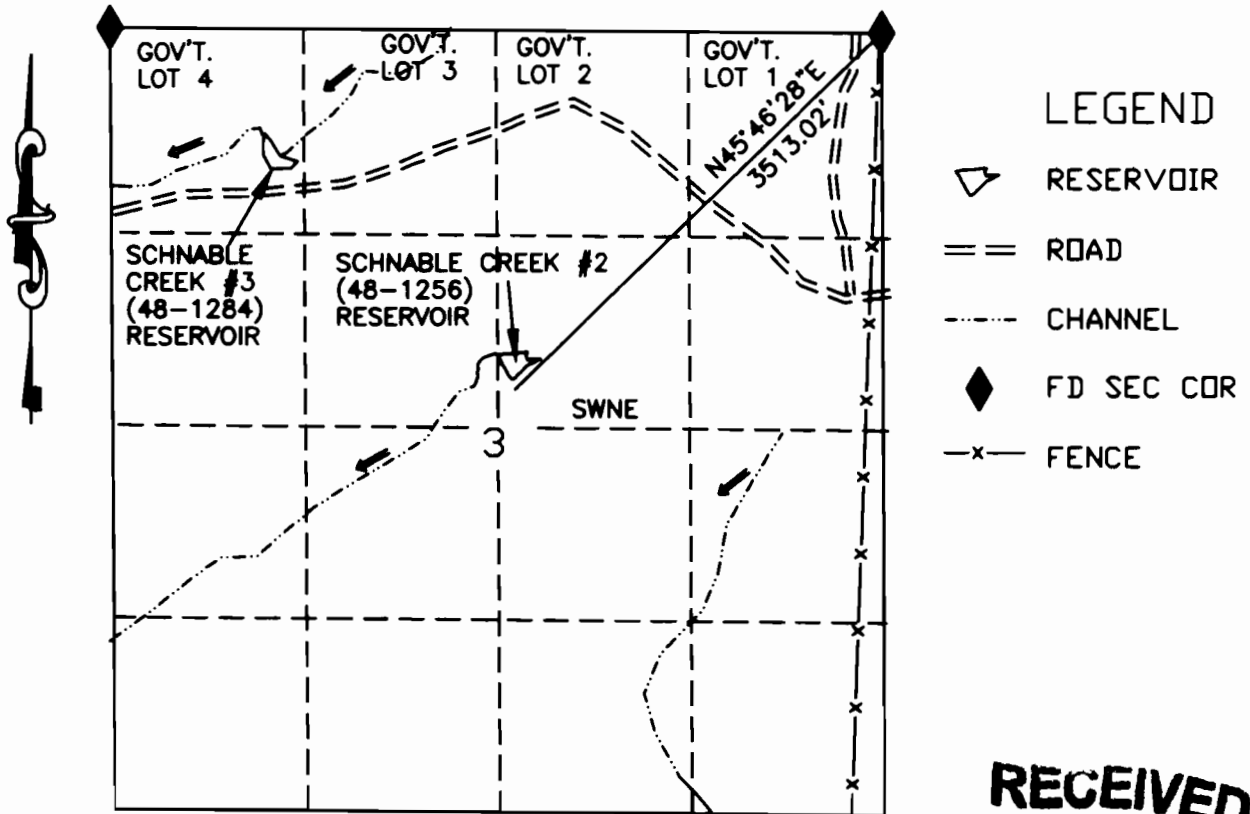 GOV'T.
LOT 4
GOV'T.
LOT 3
GOV'T.
LOT 2
GOV'T.
LOT 1
N45°46'28"E
3513.02'
SCHNABLE
CREEK #3
(48-1284)
RESERVOIR
SCHNABLE CREEK #2
(48-1256)
RESERVOIR
SWNE
3
LEGEND
RESERVOIR
ROAD
CHANNEL
FD SEC COR
FENCE
RECEIVED